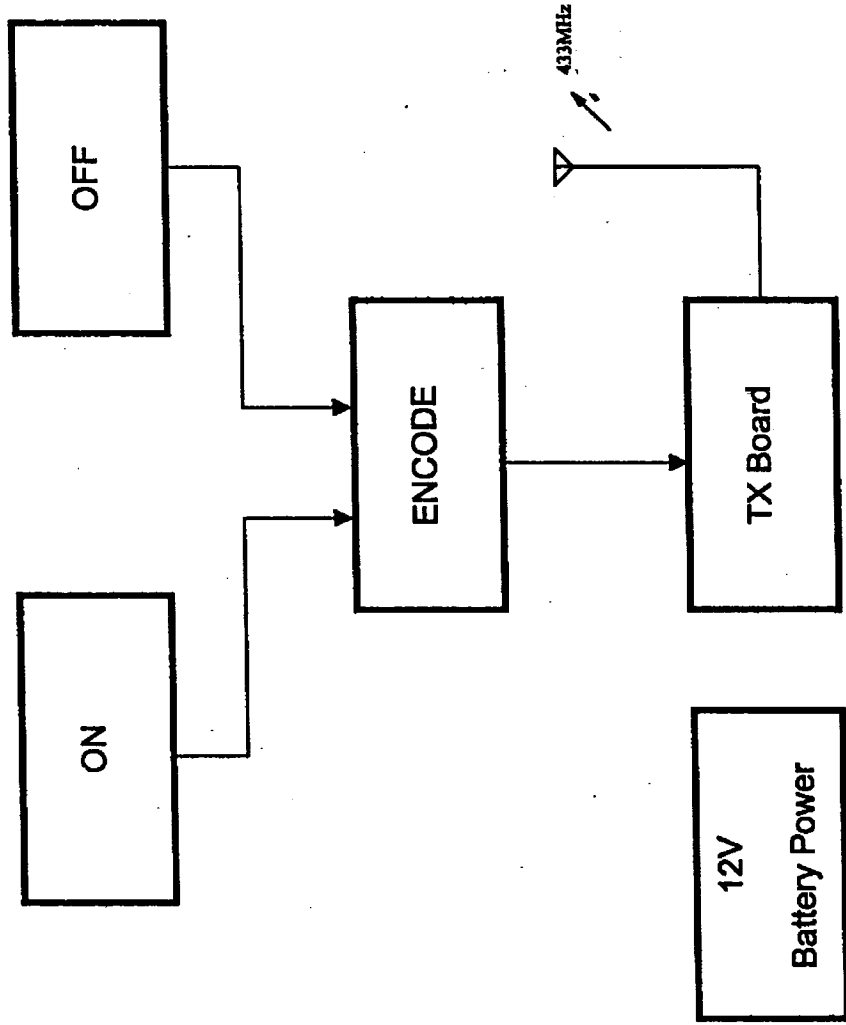 ON
OFF
ENCODE
433MHz
TX Board
12V
Battery Power